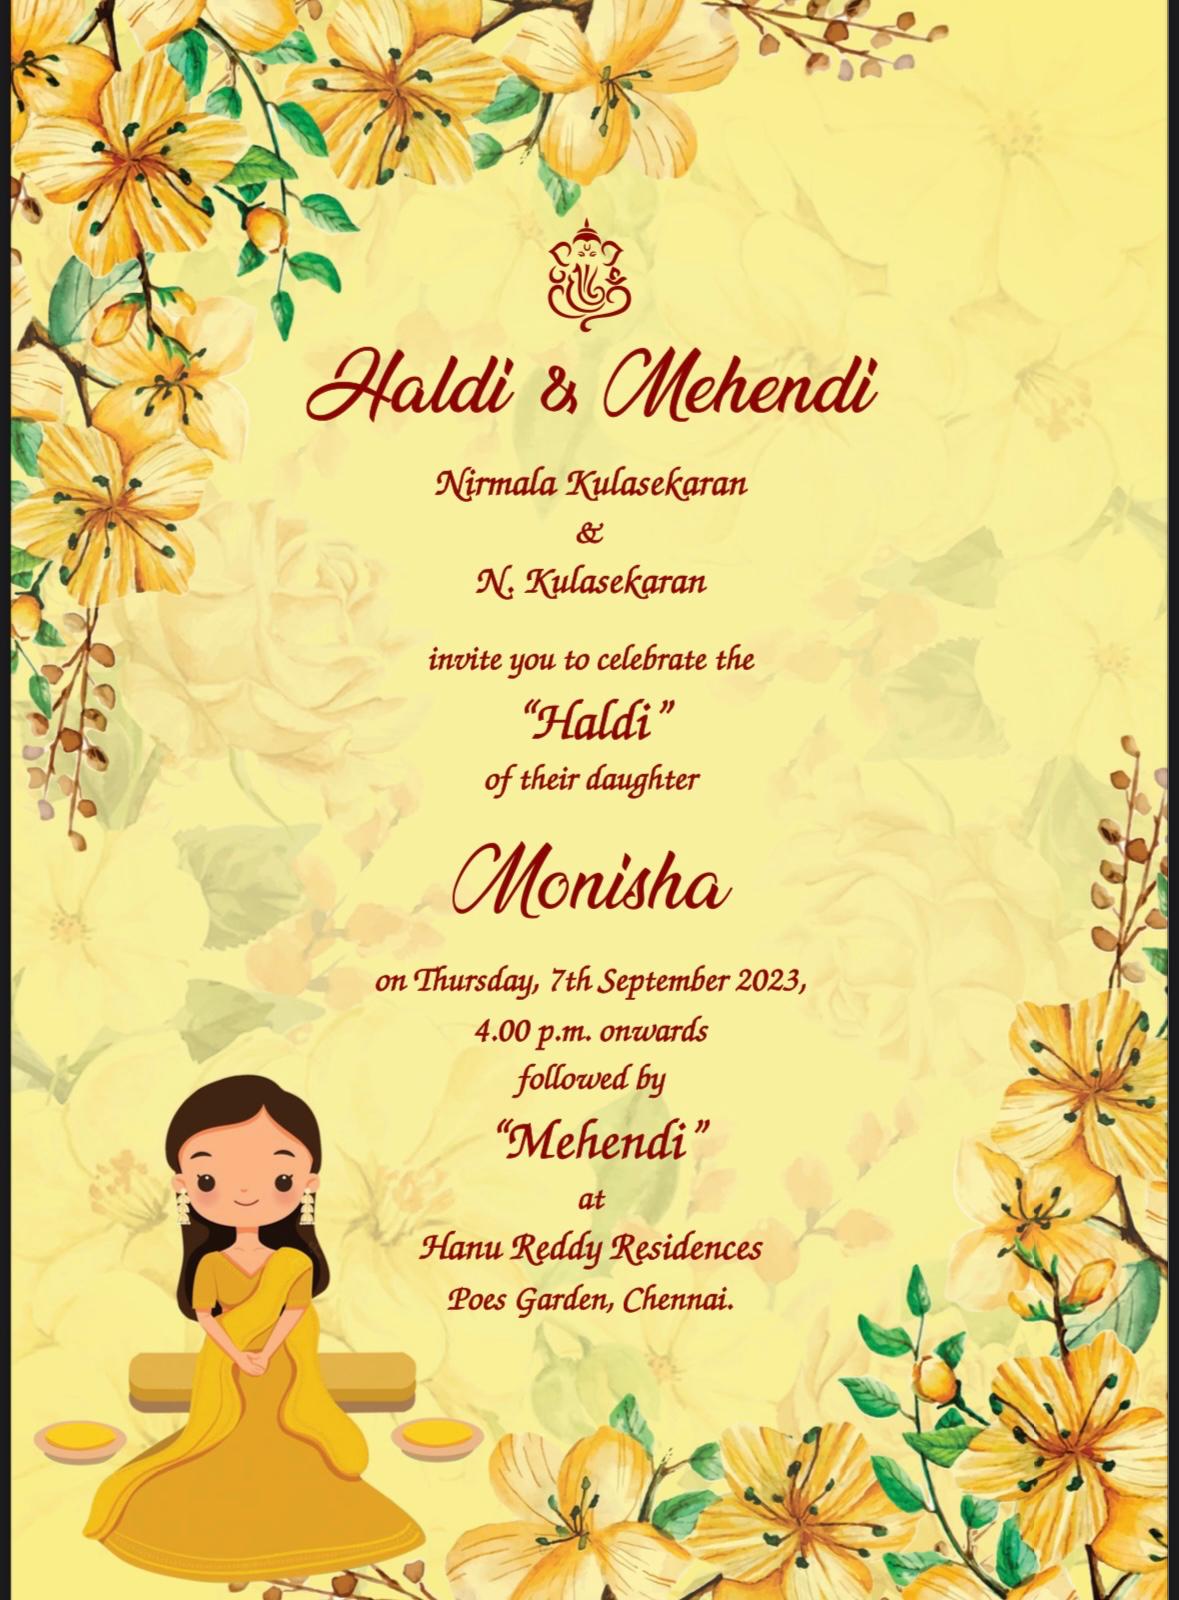 Haldi & Mehendi
Nirmala Kulasekaran
&
N. Kulasekaran
invite you to celebrate the
“Haldi”
of their daughter
Monisha
on Thursday, 7th September 2023,
4.00 p.m. onwards
followed by
“Mehendi”
at
Hanu Reddy Residences
Poes Garden, Chennai.